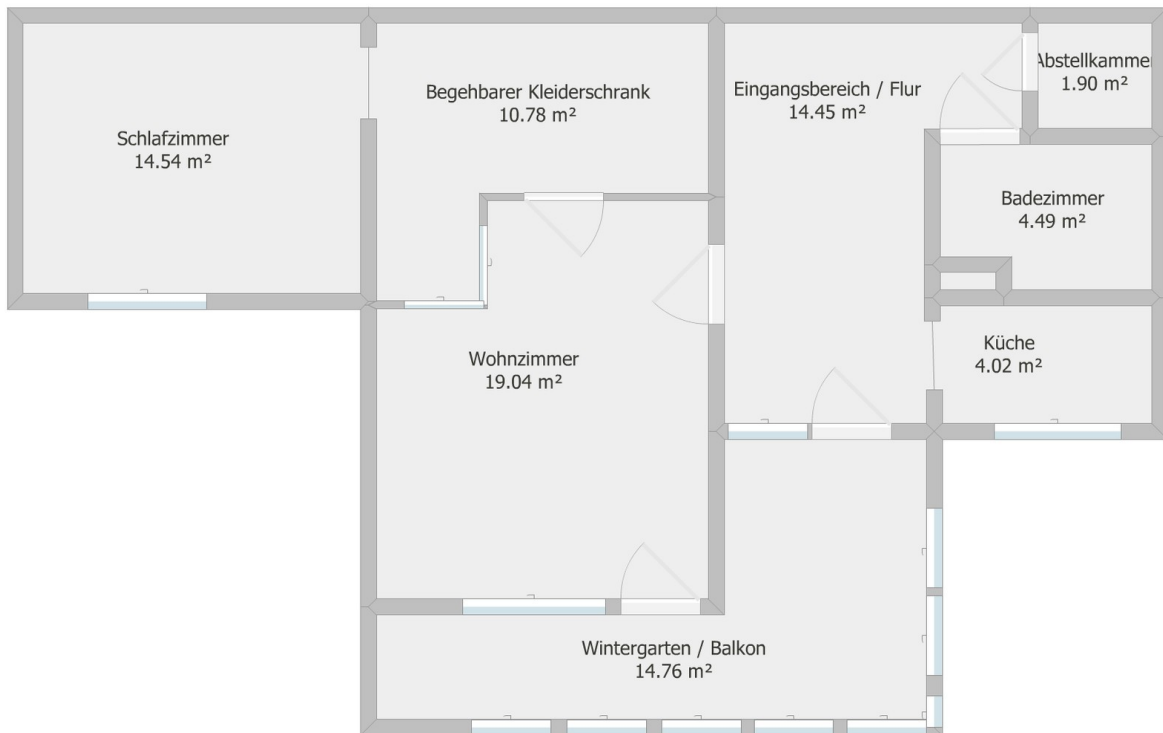 Schlafzimmer
14.54 m²
Begehbarer Kleiderschrank
10.78 m²
Eingangsbereich / Flur
14.45 m²
Abstellkammer
1.90 m²
Badezimmer
4.49 m²
Küche
4.02 m²
Wohnzimmer
19.04 m²
Wintergarten / Balkon
14.76 m²